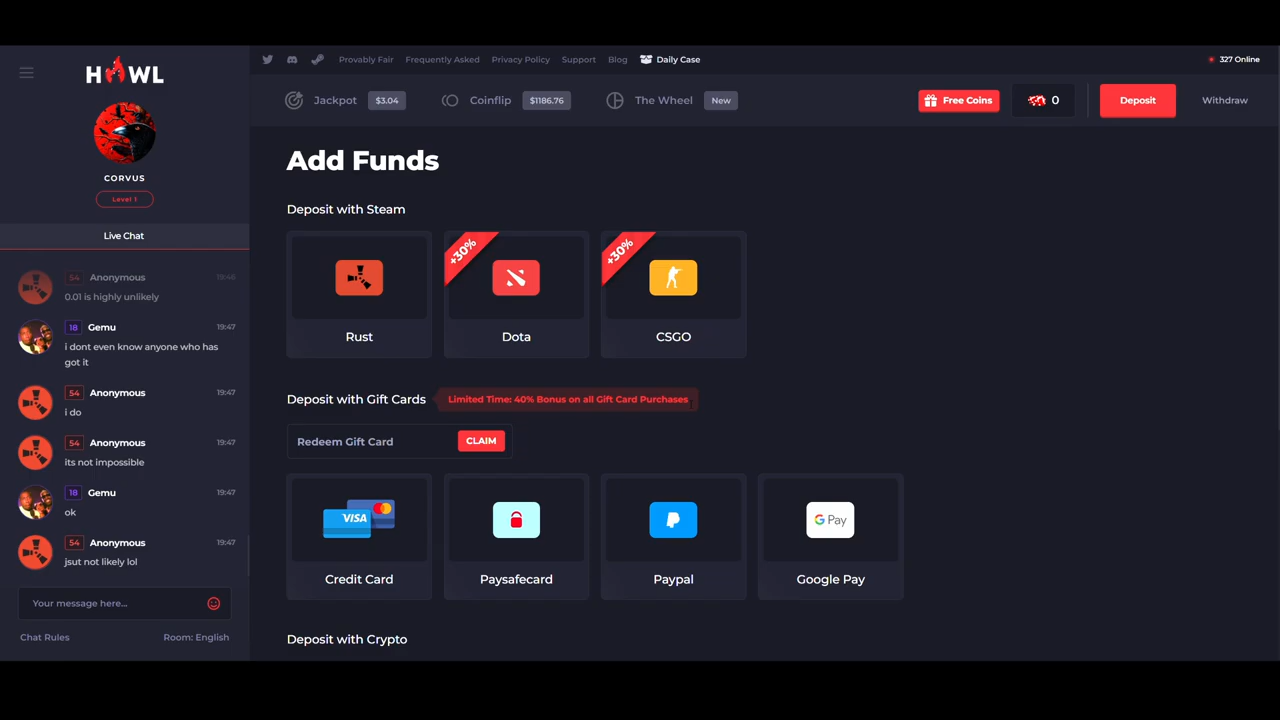 HOWL
CORVUS
Level 1
Live Chat
54 Anonymous 19:46
0.01 is highly unlikely
18 Gemu 19:47
i dont even know anyone who has
got it
54 Anonymous 19:47
i do
54 Anonymous 19:47
its not impossible
18 Gemu 19:47
ok
54 Anonymous 19:47
jsut not likely lol
Your message here...
Chat Rules Room: English
Provably Fair Frequently Asked Privacy Policy Support Blog Daily Case 327 Online
Jackpot $3.04 Coinflip $1186.76 The Wheel New Free Coins 0 Deposit Withdraw
Add Funds
Deposit with Steam
+30% +30%
Rust Dota CSGO
Deposit with Gift Cards Limited Time: 40% Bonus on all Gift Card Purchases
Redeem Gift Card CLAIM
VISA G Pay
Credit Card Paysafecard Paypal Google Pay
Deposit with Crypto